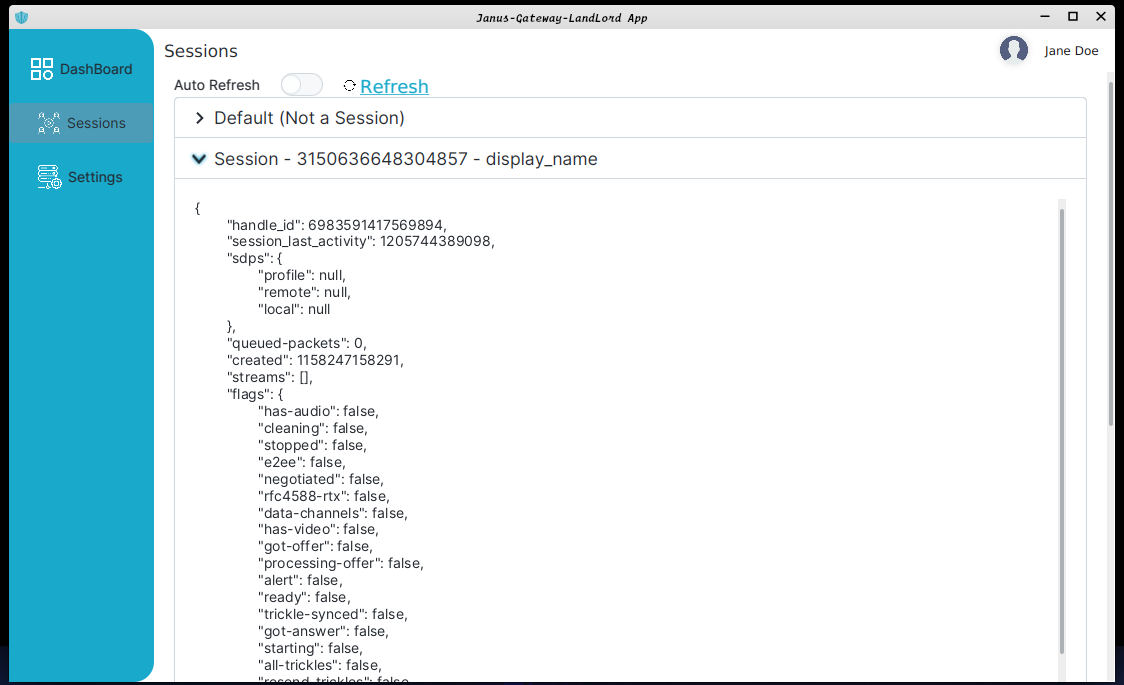 Janus-Gateway-LandLord App
DashBoard
Sessions
Settings
Sessions
Jane Doe
Auto Refresh
Refresh
Default (Not a Session)
Session - 3150636648304857 - display_name
{
"handle_id": 6983591417569894,
"session_last_activity": 1205744389098,
"sdps": {
"profile": null,
"remote": null,
"local": null
},
"queued-packets": 0,
"created": 1158247158291,
"streams": [],
"flags": {
"has-audio": false,
"cleaning": false,
"stopped": false,
"e2ee": false,
"negotiated": false,
"rfc4588-rtx": false,
"data-channels": false,
"has-video": false,
"got-offer": false,
"processing-offer": false,
"alert": false,
"ready": false,
"trickle-synced": false,
"got-answer": false,
"starting": false,
"all-trickles": false,
"resend-trickles": false